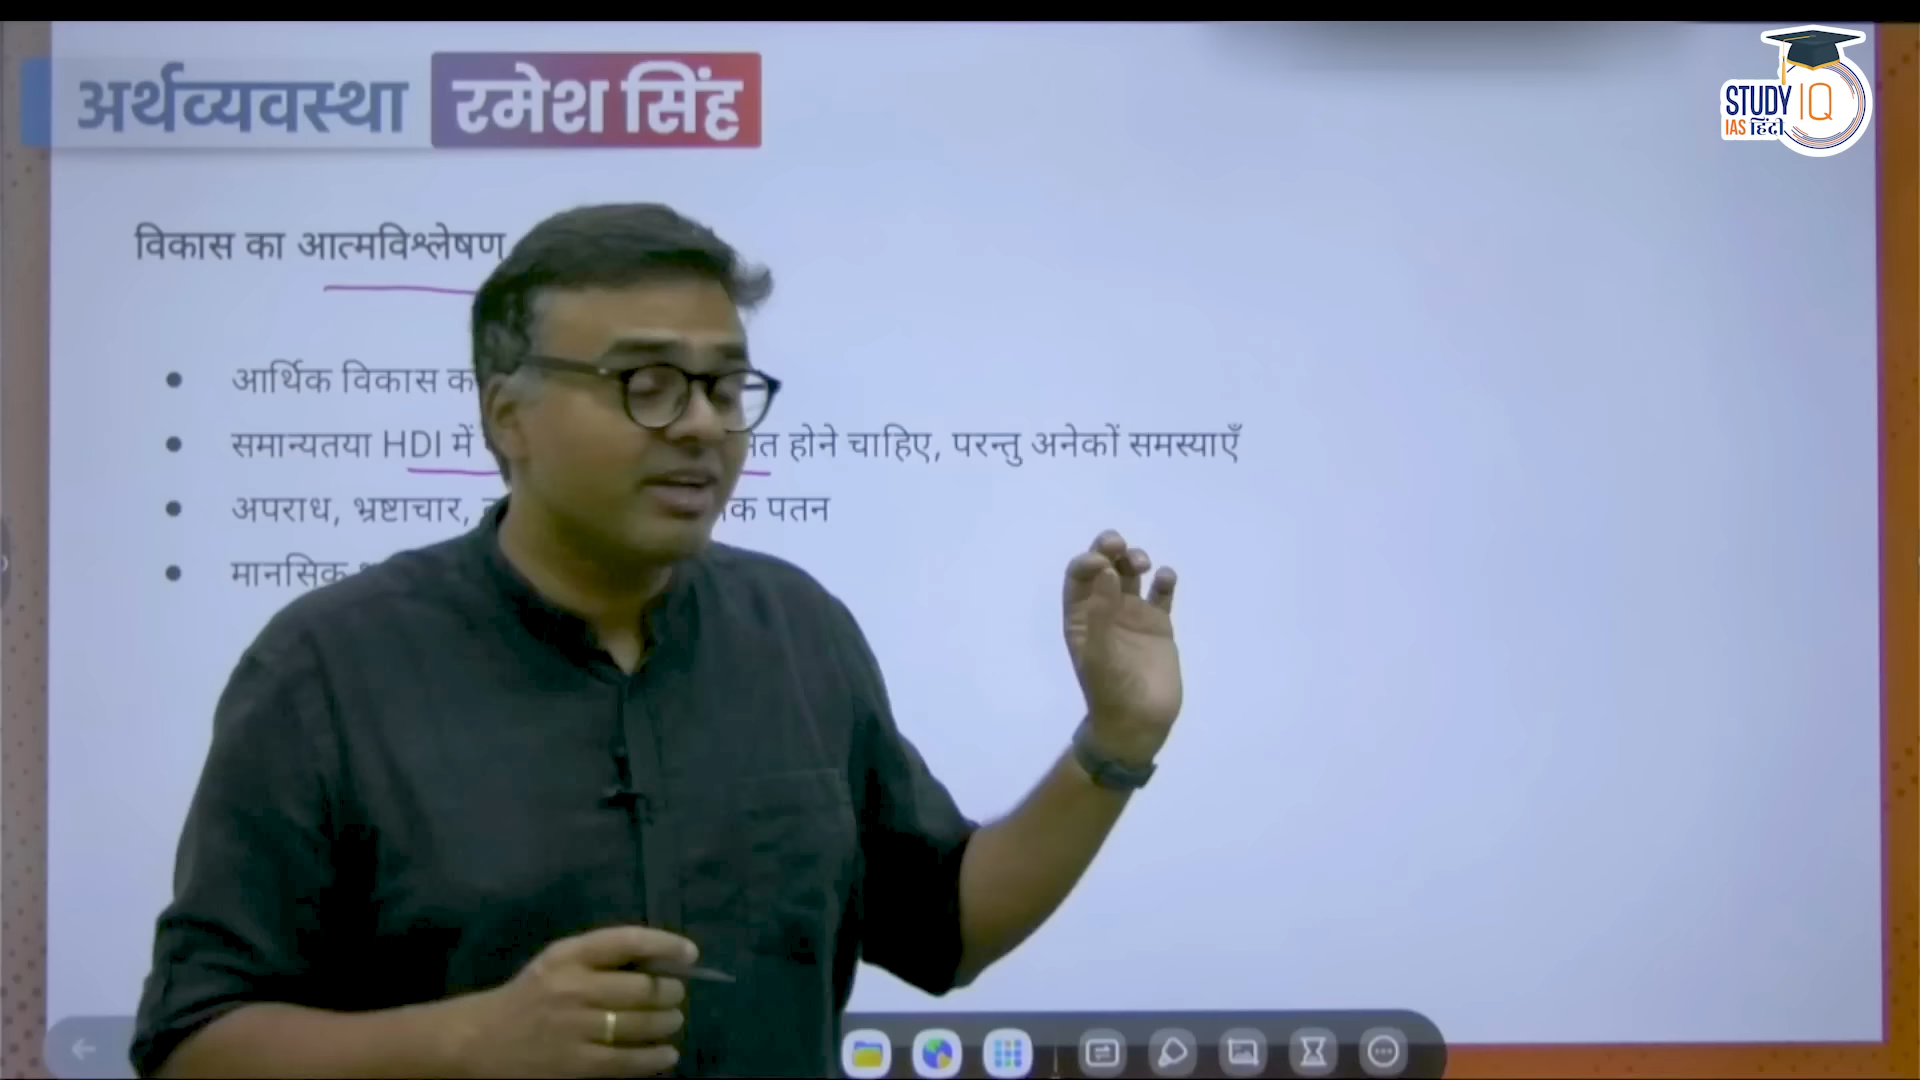 अर्थव्यवस्था रमेश सिंह
STUDY IQ
IAS हिंदी
विकास का आत्मविश्लेषण
आर्थिक विकास
समान्यतया HDI में होने चाहिए, परन्तु अनेकों समस्याएँ
अपराध, भ्रष्टाचार, पतन
मानसिक